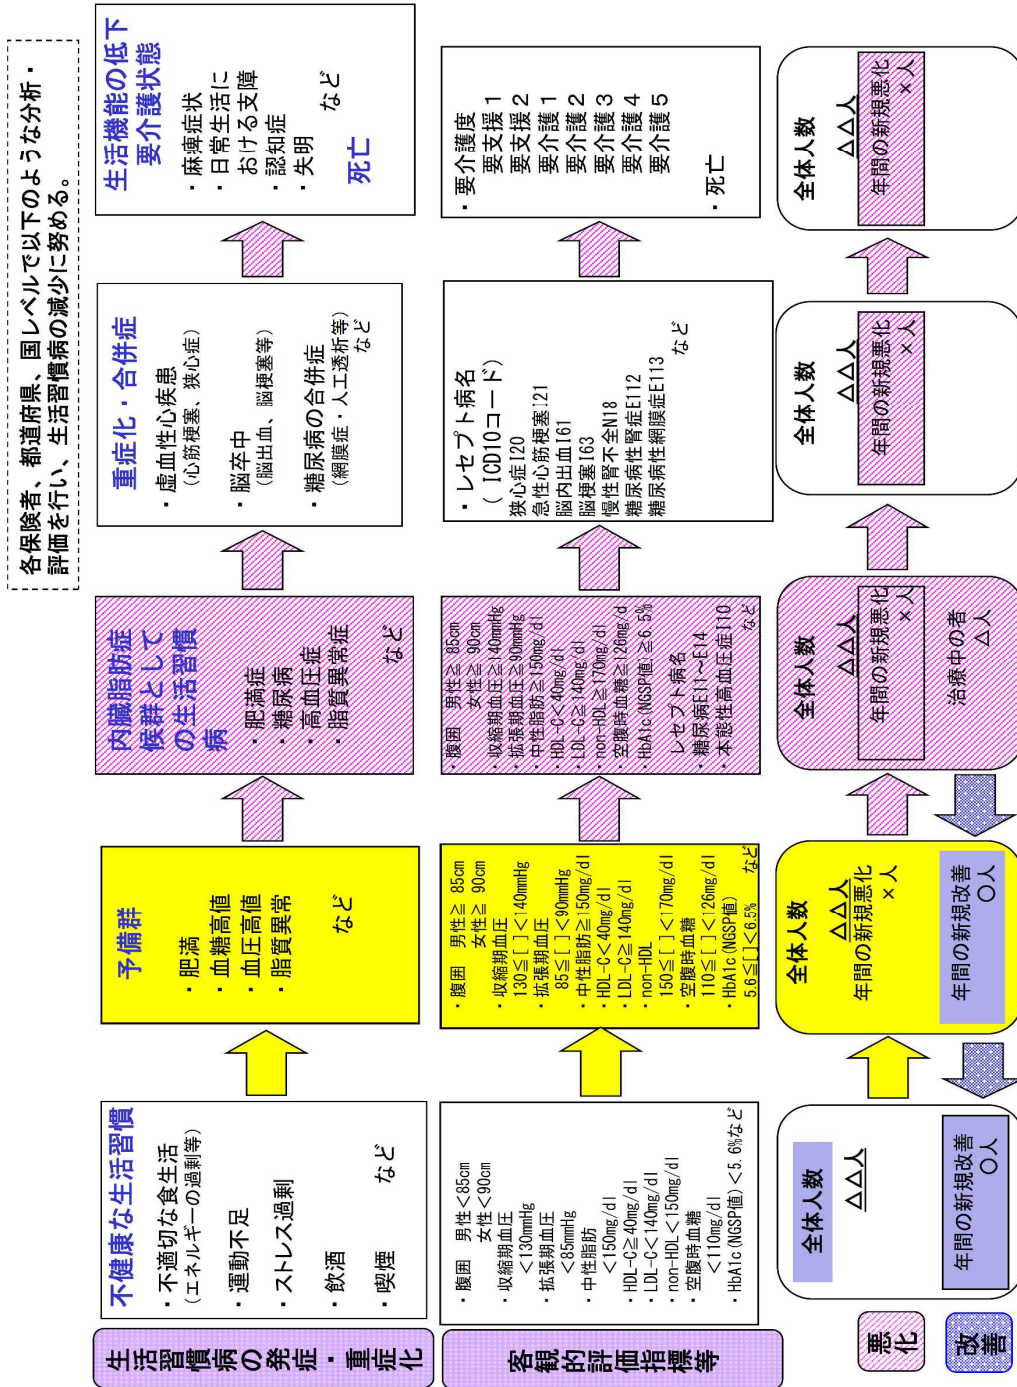 各保険者、都道府県、国レベルで以下のような分析・
評価を行い、生活習慣病の減少に努める。
生活習慣病の発症・重症化
不健康な生活習慣
・不適切な食生活
(エネルギーの過剰等)
・運動不足
・ストレス過剰
・飲酒
・喫煙
など
予備群
・肥満
・血糖高値
・血圧高値
・脂質異常
など
内臓脂肪症
候群として
の生活習慣
病
・肥満症
・糖尿病
・高血圧症
・脂質異常症
など
重症化・合併症
・虚血性心疾患
(心筋梗塞、狭心症)
・脳卒中
(脳出血、脳梗塞等)
・糖尿病の合併症
(網膜症・人工透析等)
など
生活機能の低下
要介護状態
・麻痺症状
・日常生活に
おける支障
・認知症
・失明
など
死亡
客観的評価指標等
・腹囲 男性<85cm
女性<90cm
・収縮期血圧
<130mmHg
・拡張期血圧
<85mmHg
・中性脂肪
<150mg/dl
・HDL-C≧40mg/dl
・LDL-C<140mg/dl
・non-HDL<150mg/dl
・空腹時血糖
<110mg/dl
・HbA1c(NGSP値)<5.6%など
・腹囲 男性≧ 85cm
女性≧ 90cm
・収縮期血圧
130≦[ ]<140mmHg
・拡張期血圧
85≦[ ]<90mmHg
・中性脂肪≧150mg/dl
・HDL-C<40mg/dl
・LDL-C≧140mg/dl
・non-HDL
150≦[ ]<170mg/dl
・空腹時血糖
110≦[ ]<126mg/dl
・HbA1c(NGSP値)
5.6≦[ ]<6.5%
など
・腹囲 男性≧ 85cm
女性≧ 90cm
・収縮期血圧≧140mmHg
・拡張期血圧≧90mmHg
・中性脂肪≧150mg/dl
・HDL-C<40mg/dl
・LDL-C≧140mg/dl
・non-HDL≧170mg/dl
・空腹時血糖≧126mg/d
・HbA1c(NGSP値.≧6.5%
レセプト病名
・糖尿病E11~E14
・本態性高血圧症I10
など
・レセプト病名
( ICD10コード)
狭心症I20
急性心筋梗塞I21
脳内出血I61
脳梗塞I63
慢性腎不全N18
糖尿病性腎症E112
糖尿病性網膜症E113
など
・要介護度
要支援1
要支援2
要介護1
要介護2
要介護3
要介護4
要介護5
・死亡
悪化
改善
全体人数
△△人
年間の新規改善
〇人
全体人数
△△人
年間の新規悪化
×人
年間の新規改善
〇人
全体人数
△△人
年間の新規悪化
×人
治療中の者
△人
全体人数
△△人
年間の新規悪化
×人
全体人数
△△人
年間の新規悪化
×人